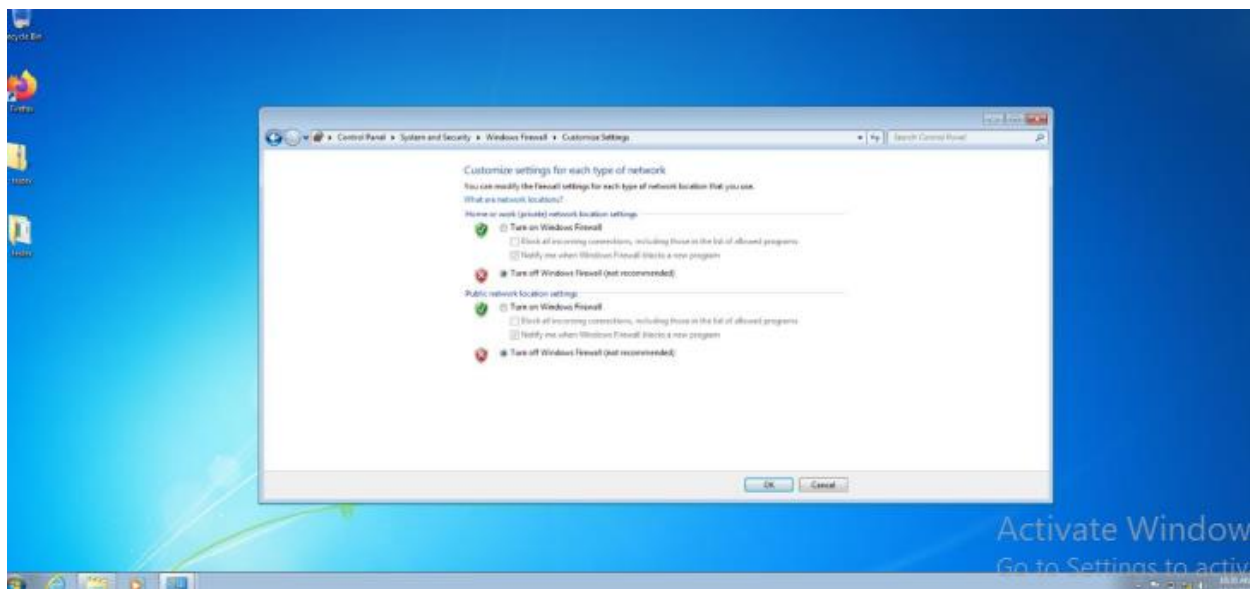 ecycle Bin
Firefox
Control Panel ▸ System and Security ▸ Windows Firewall ▸ Customize Settings
Search Control Panel
Customize settings for each type of network
You can modify the firewall settings for each type of network location that you use.
What are network locations?
Home or work (private) network location settings
Turn on Windows Firewall
Block all incoming connections, including those in the list of allowed programs
Notify me when Windows Firewall blocks a new program
Turn off Windows Firewall (not recommended)
Public network location settings
Turn on Windows Firewall
Block all incoming connections, including those in the list of allowed programs
Notify me when Windows Firewall blocks a new program
Turn off Windows Firewall (not recommended)
OK
Cancel
Activate Window
Go to Settings to activ